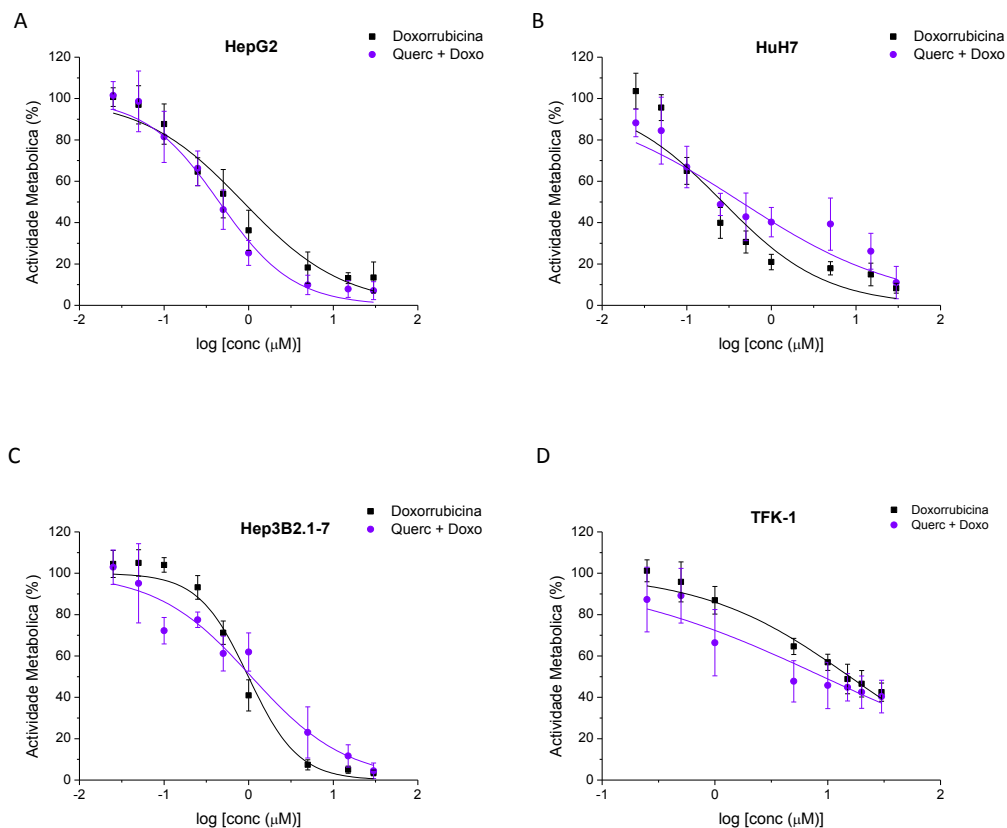 A
HepG2
Doxorrubicina
Querc + Doxo
Actividade Metabolica (%)
120
100
80
60
40
20
0
-2
-1
0
1
2
log [conc (μM)]
B
HuH7
Doxorrubicina
Querc + Doxo
Actividade Metabolica (%)
120
100
80
60
40
20
0
-2
-1
0
1
2
log [conc (μM)]
C
Hep3B2.1-7
Doxorrubicina
Querc + Doxo
Actividade Metabolica (%)
120
100
80
60
40
20
0
-2
-1
0
1
2
log [conc (μM)]
D
TFK-1
Doxorrubicina
Querc + Doxo
Actividade Metabolica (%)
120
100
80
60
40
20
0
-1
0
1
2
log [conc (μM)]